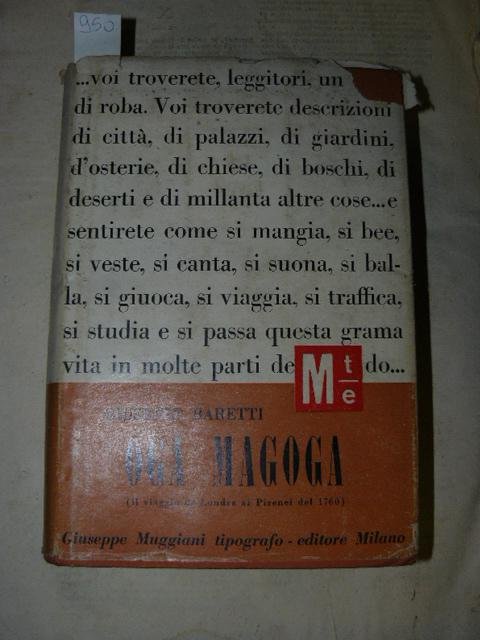 950
...voi troverete, leggitori, un
di roba. Voi troverete descrizioni
di città, di palazzi, di giardini,
d'osterie, di chiese, di boschi, di
deserti e di millanta altre cose...e
sentirete come si mangia, si bee,
si veste, si canta, si suona, si bal-
la, si giuoca, si viaggia, si traffica,
si studia e si passa questa grama
vita in molte parti de do...
M t/e
GIUSEPPE BARETTI
OGA MAGOGA
(il viaggio da Londra ai Pirenei del 1760)
Giuseppe Muggiani tipografo - editore Milano